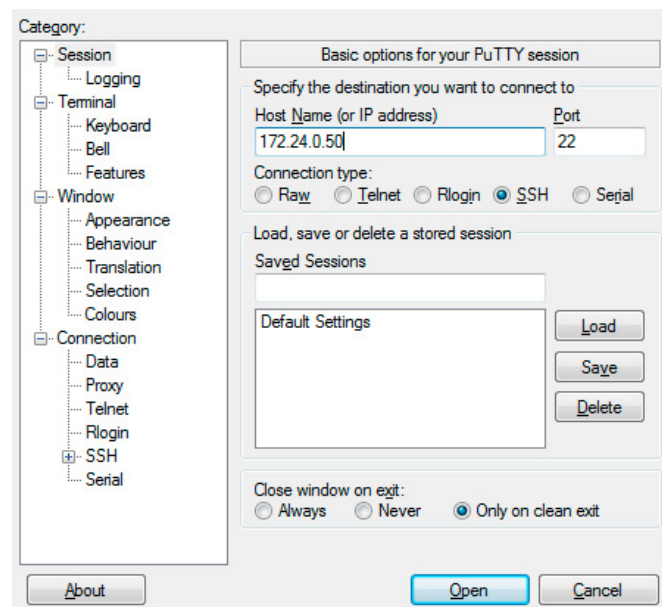 Category:
Session
Logging
Terminal
Keyboard
Bell
Features
Window
Appearance
Behaviour
Translation
Selection
Colours
Connection
Data
Proxy
Telnet
Rlogin
SSH
Serial
Basic options for your PuTTY session
Specify the destination you want to connect to
Host Name (or IP address) Port
172.24.0.50 22
Connection type:
Raw Telnet Rlogin SSH Serial
Load, save or delete a stored session
Saved Sessions
Default Settings
Load
Save
Delete
Close window on exit:
Always Never Only on clean exit
About Open Cancel